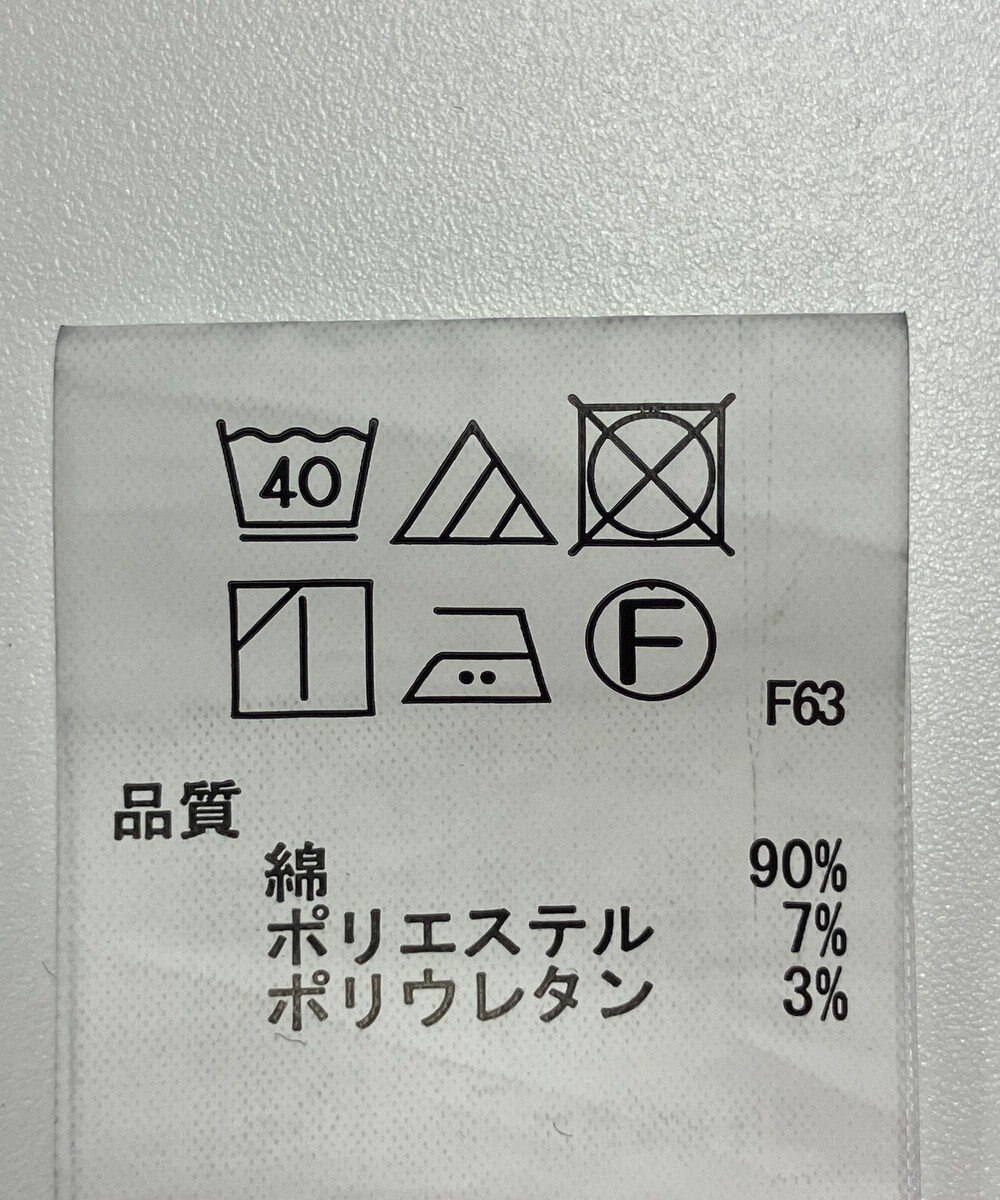 40
F
F63
品質
綿 90%
ポリエステル 7%
ポリウレタン 3%